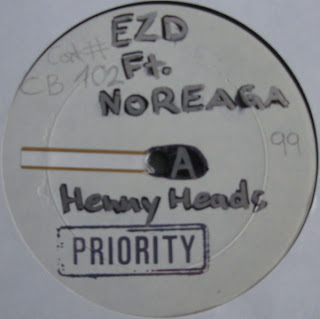 EZD
Cat #
CB 102
Ft.
NOREAGA
99
A
Henny Heads
PRIORITY